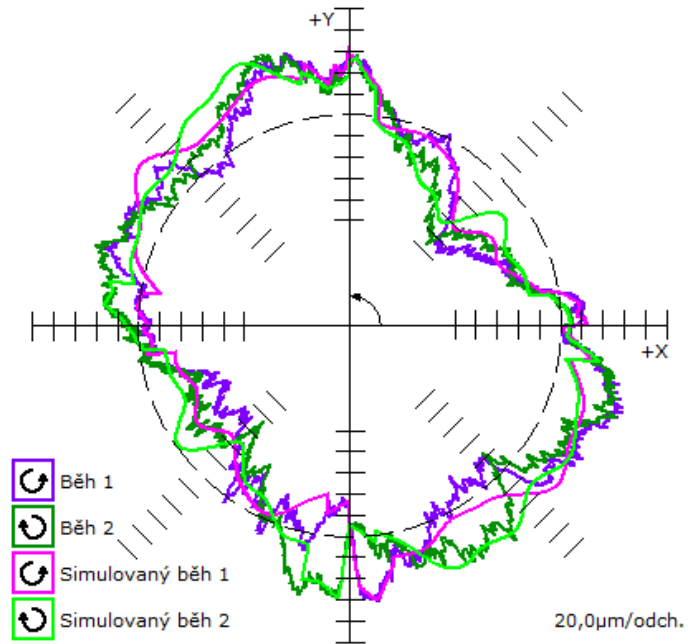 +Y
+X
Běh 1
Běh 2
Simulovaný běh 1
Simulovaný běh 2
20,0µm/odch.